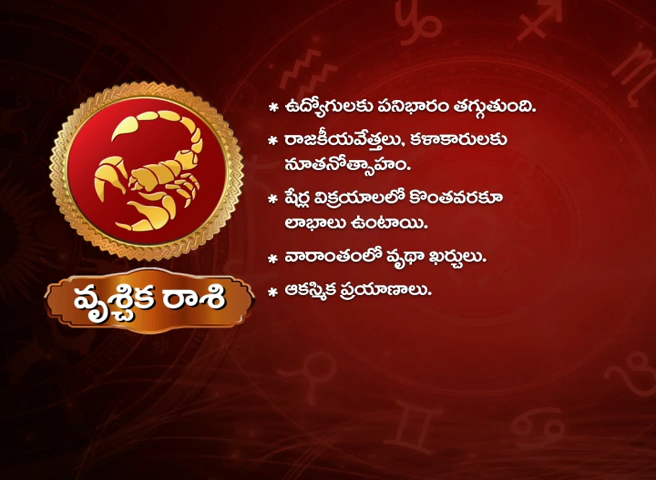 * ఉద్యోగులకు పనిభారం తగ్గుతుంది.
* రాజకీయవేత్తలు, కళాకారులకు
నూతనోత్సాహం.
* షేర్ల విక్రయాలలో కొంతవరకూ
లాభాలు ఉంటాయి.
* వారాంతంలో వృథా ఖర్చులు.
* ఆకస్మిక ప్రయాణాలు.
వృశ్చిక రాశి